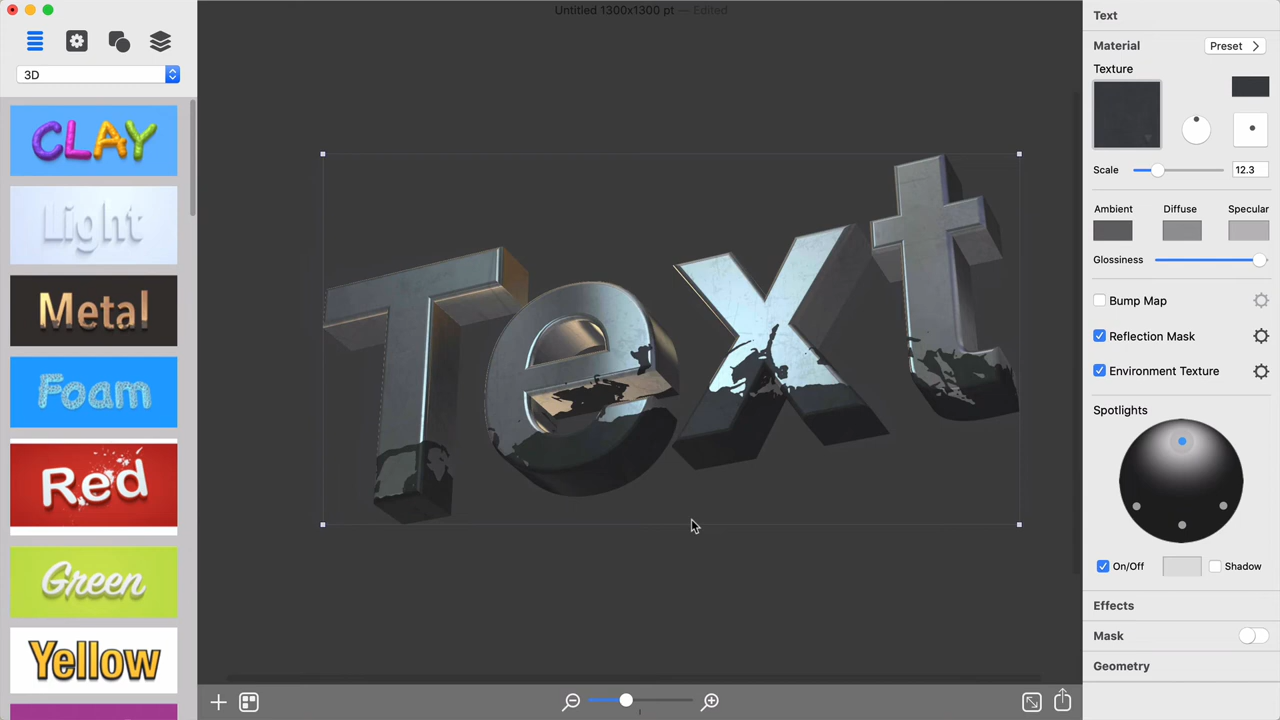 Untitled 1300x1300 pt — Edited
3D
CLAY
Light
Metal
Foam
Red
Green
Yellow
Text
Text
Material
Preset
Texture
Scale
12.3
Ambient
Diffuse
Specular
Glossiness
Bump Map
Reflection Mask
Environment Texture
Spotlights
On/Off
Shadow
Effects
Mask
Geometry